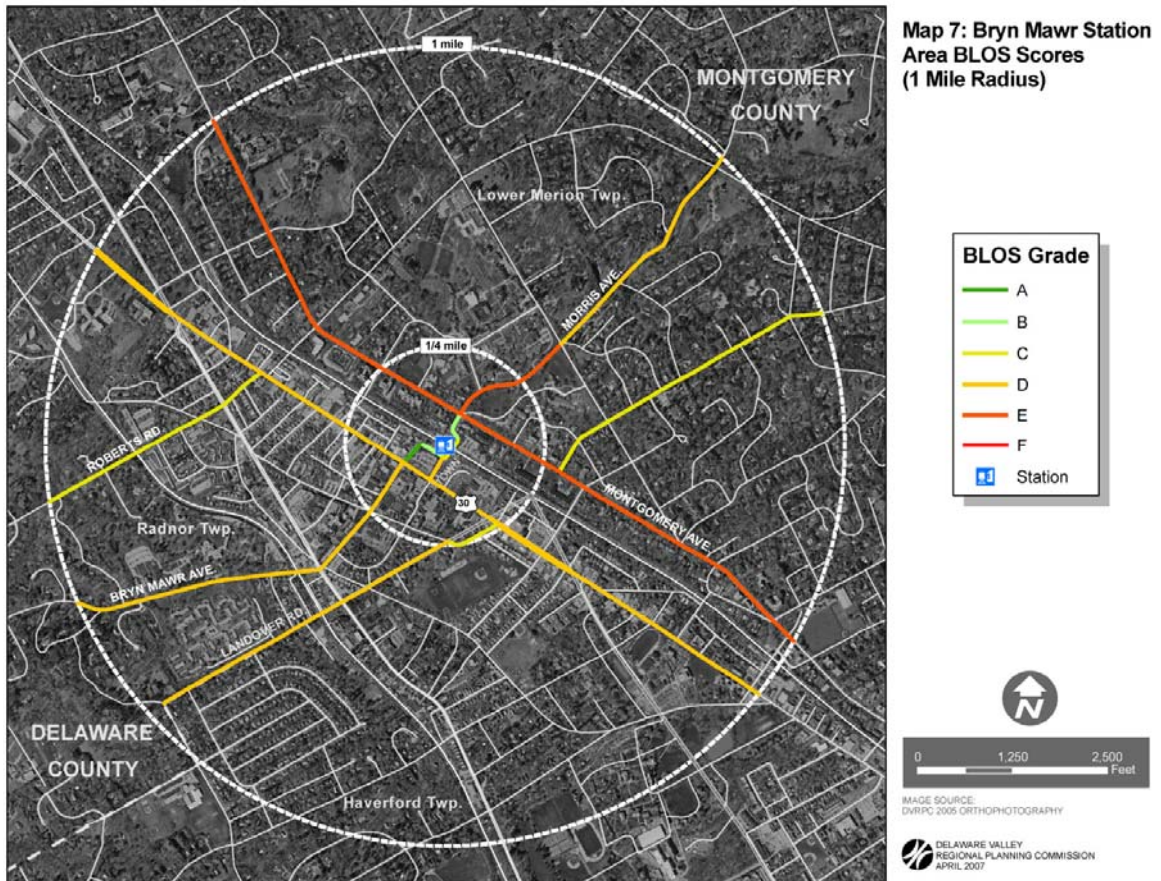 Map 7: Bryn Mawr Station
Area BLOS Scores
(1 Mile Radius)
1 mile
MONTGOMERY
COUNTY
Lower Merion Twp.
MORRIS AVE.
1/4 mile
ROBERTS RD.
30
MONTGOMERY AVE.
Radnor Twp.
BRYN MAWR AVE.
LANDOVER RD.
DELAWARE
COUNTY
Haverford Twp.
BLOS Grade
A
B
C
D
E
F
Station
N
0 1,250 2,500
Feet
IMAGE SOURCE:
DVRPC 2005 ORTHOPHOTOGRAPHY
DELAWARE VALLEY
REGIONAL PLANNING COMMISSION
APRIL 2007